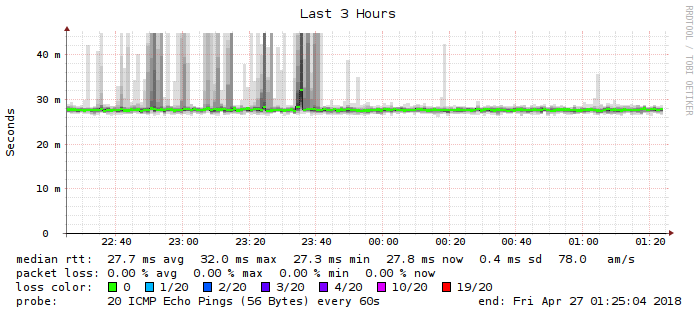 Last 3 Hours
RRDTOOL / TOBI OETIKER
Seconds
40 m
30 m
20 m
10 m
0
22:40 23:00 23:20 23:40 00:00 00:20 00:40 01:00 01:20
median rtt: 27.7 ms avg 32.0 ms max 27.3 ms min 27.8 ms now 0.4 ms sd 78.0 am/s
packet loss: 0.00 % avg 0.00 % max 0.00 % min 0.00 % now
loss color: 0 1/20 2/20 3/20 4/20 10/20 19/20
probe: 20 ICMP Echo Pings (56 Bytes) every 60s end: Fri Apr 27 01:25:04 2018